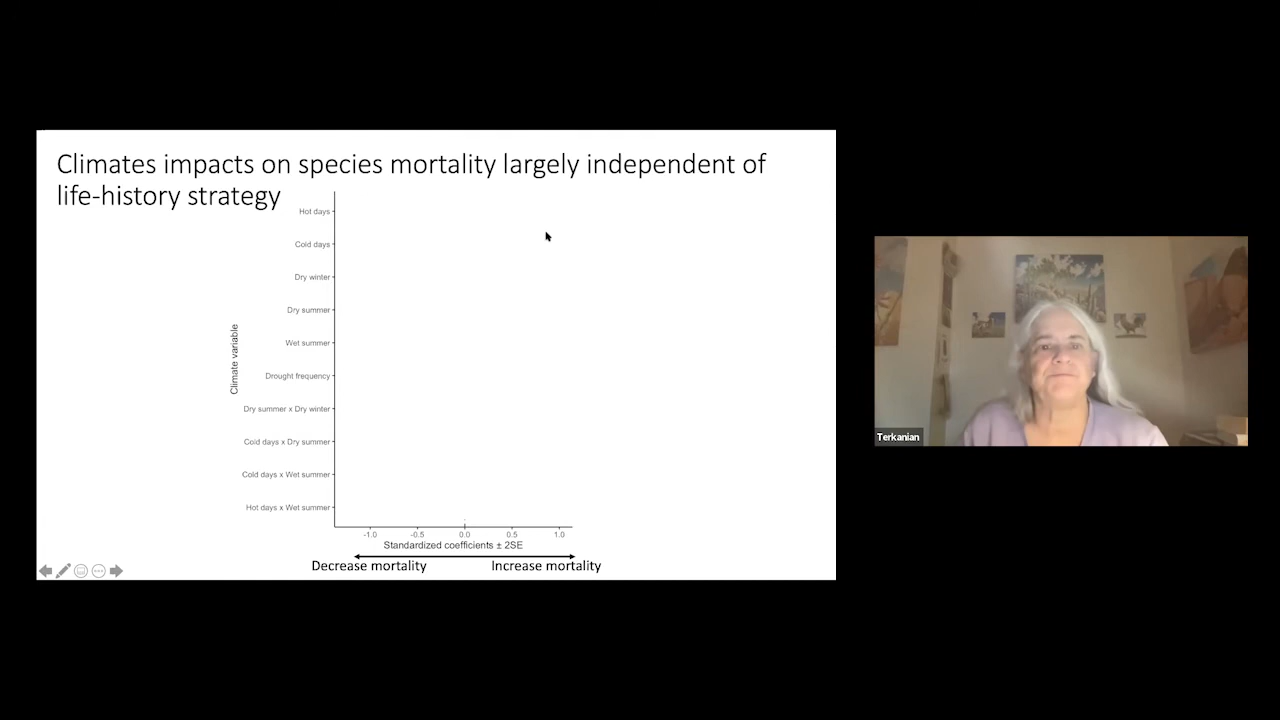 Climates impacts on species mortality largely independent of
life-history strategy
Hot days
Cold days
Dry winter
Dry summer
Wet summer
Drought frequency
Dry summer x Dry winter
Cold days x Dry summer
Cold days x Wet summer
Hot days x Wet summer
Climate variable
-1.0 -0.5 0.0 0.5 1.0
Standardized coefficients ± 2SE
Decrease mortality Increase mortality
Terkanian